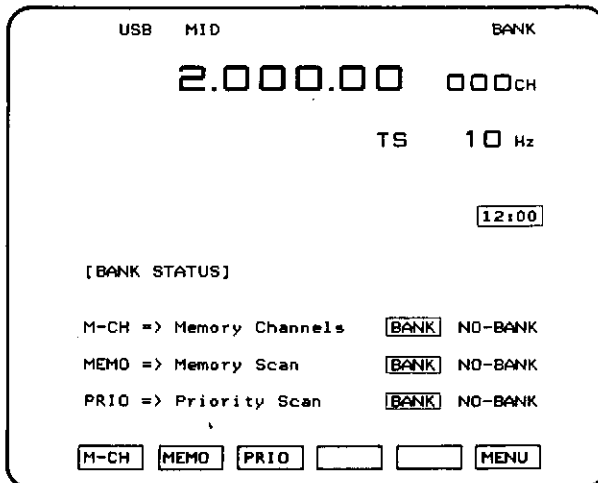 USB MID BANK
2.000.00 000CH
TS 10 Hz
12:00
[BANK STATUS]
M-CH => Memory Channels BANK NO-BANK
MEMO => Memory Scan BANK NO-BANK
PRIO => Priority Scan BANK NO-BANK
M-CH MEMO PRIO MENU